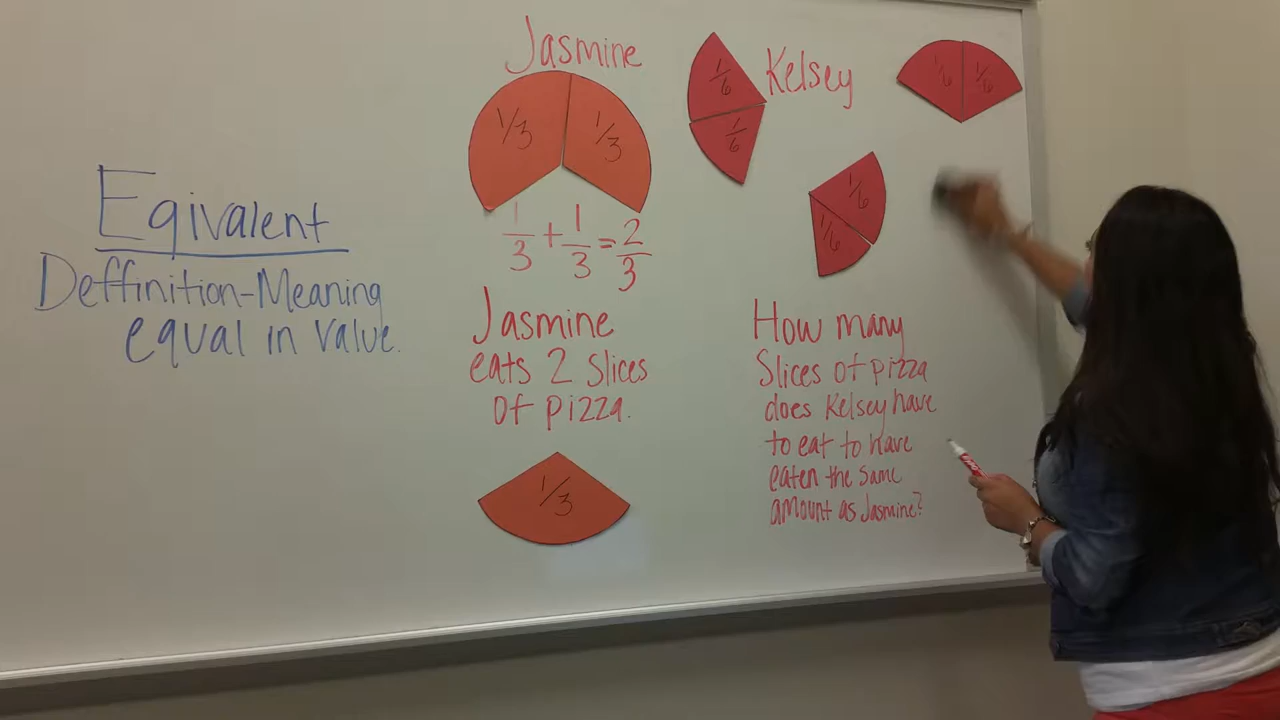 Eqivalent
Deffinition-Meaning
equal in value.
Jasmine
1/3
1/3
1/3 + 1/3 = 2/3
Jasmine
eats 2 slices
of pizza.
1/3
Kelsey
1/6
1/6
1/6
1/6
1/6
1/6
How many
Slices of pizza
does Kelsey have
to eat to have
eaten the same
amount as Jasmine?